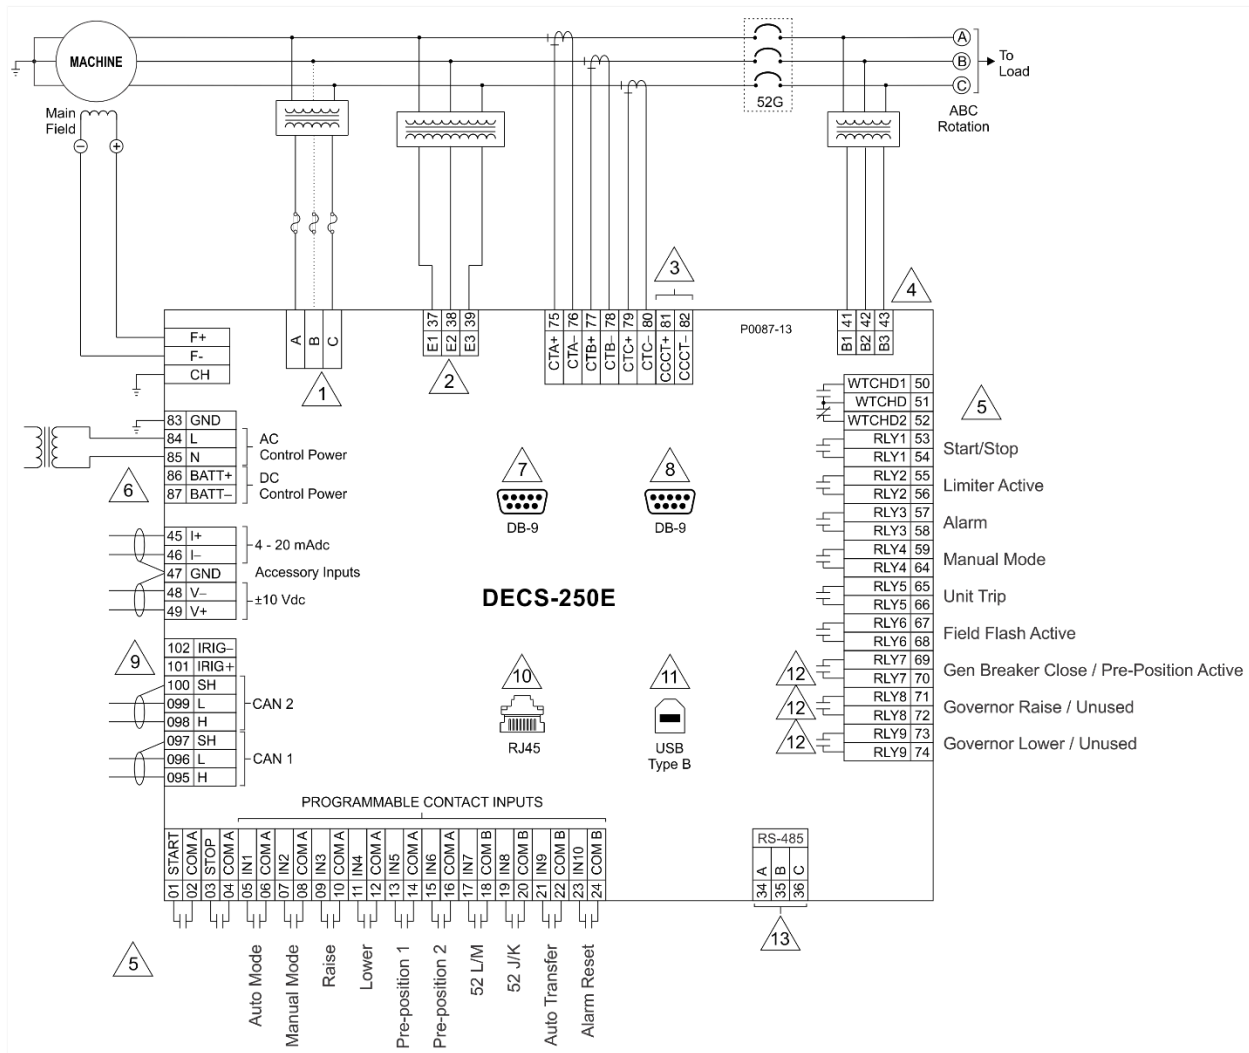 MACHINE
Main
Field
−
+
52G
A
B
C
To
Load
ABC
Rotation
A
B
C
1
E1 37
E2 38
E3 39
2
CTA+ 75
CTA– 76
CTB+ 77
CTB– 78
CTC+ 79
CTC– 80
CCCT+ 81
CCCT– 82
3
P0087-13
B1 41
B2 42
B3 43
4
F+
F-
CH
83 GND
84 L
85 N
AC
Control Power
86 BATT+
87 BATT–
DC
Control Power
6
45 I+
46 I–
4 - 20 mAdc
47 GND
Accessory Inputs
48 V–
49 V+
±10 Vdc
9
102 IRIG–
101 IRIG+
100 SH
099 L
098 H
CAN 2
097 SH
096 L
095 H
CAN 1
7
DB-9
8
DB-9
DECS-250E
10
RJ45
11
USB
Type B
WTCHD1 50
WTCHD 51
WTCHD2 52
5
RLY1 53
RLY1 54
Start/Stop
RLY2 55
RLY2 56
Limiter Active
RLY3 57
RLY3 58
Alarm
RLY4 59
RLY4 64
Manual Mode
RLY5 65
RLY5 66
Unit Trip
RLY6 67
RLY6 68
Field Flash Active
12
RLY7 69
RLY7 70
Gen Breaker Close / Pre-Position Active
12
RLY8 71
RLY8 72
Governor Raise / Unused
12
RLY9 73
RLY9 74
Governor Lower / Unused
PROGRAMMABLE CONTACT INPUTS
01 START
02 COM A
03 STOP
04 COM A
05 IN1
06 COM A
07 IN2
08 COM A
09 IN3
10 COM A
11 IN4
12 COM A
13 IN5
14 COM A
15 IN6
16 COM A
17 IN7
18 COM B
19 IN8
20 COM B
21 IN9
22 COM B
23 IN10
24 COM B
5
Auto Mode
Manual Mode
Raise
Lower
Pre-position 1
Pre-position 2
52 L/M
52 J/K
Auto Transfer
Alarm Reset
RS-485
34 A
35 B
36 C
13